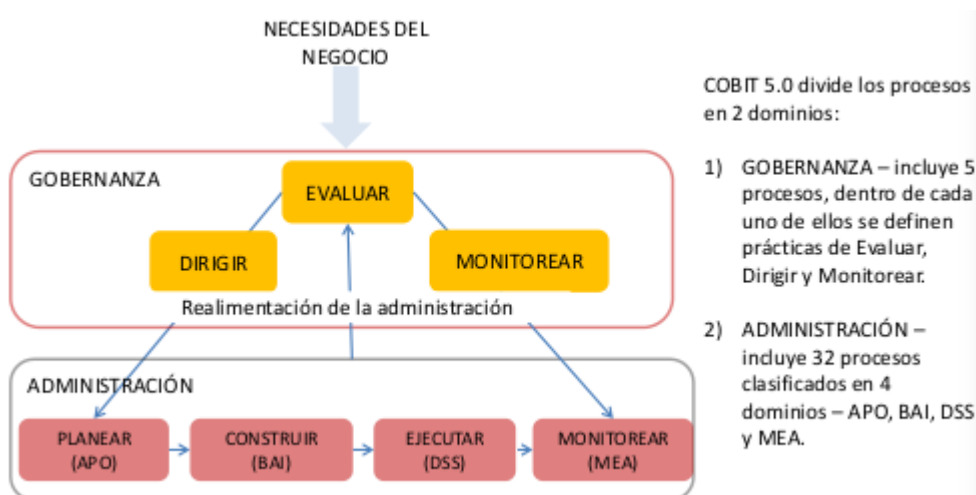 NECESIDADES DEL
NEGOCIO
GOBERNANZA
EVALUAR
DIRIGIR
MONITOREAR
Realimentación de la administración
ADMINISTRACIÓN
PLANEAR
(APO)
CONSTRUIR
(BAI)
EJECUTAR
(DSS)
MONITOREAR
(MEA)
COBIT 5.0 divide los procesos
en 2 dominios:
1) GOBERNANZA – incluye 5
procesos, dentro de cada
uno de ellos se definen
prácticas de Evaluar,
Dirigir y Monitorear.
2) ADMINISTRACIÓN –
incluye 32 procesos
clasificados en 4
dominios – APO, BAI, DSS
y MEA.